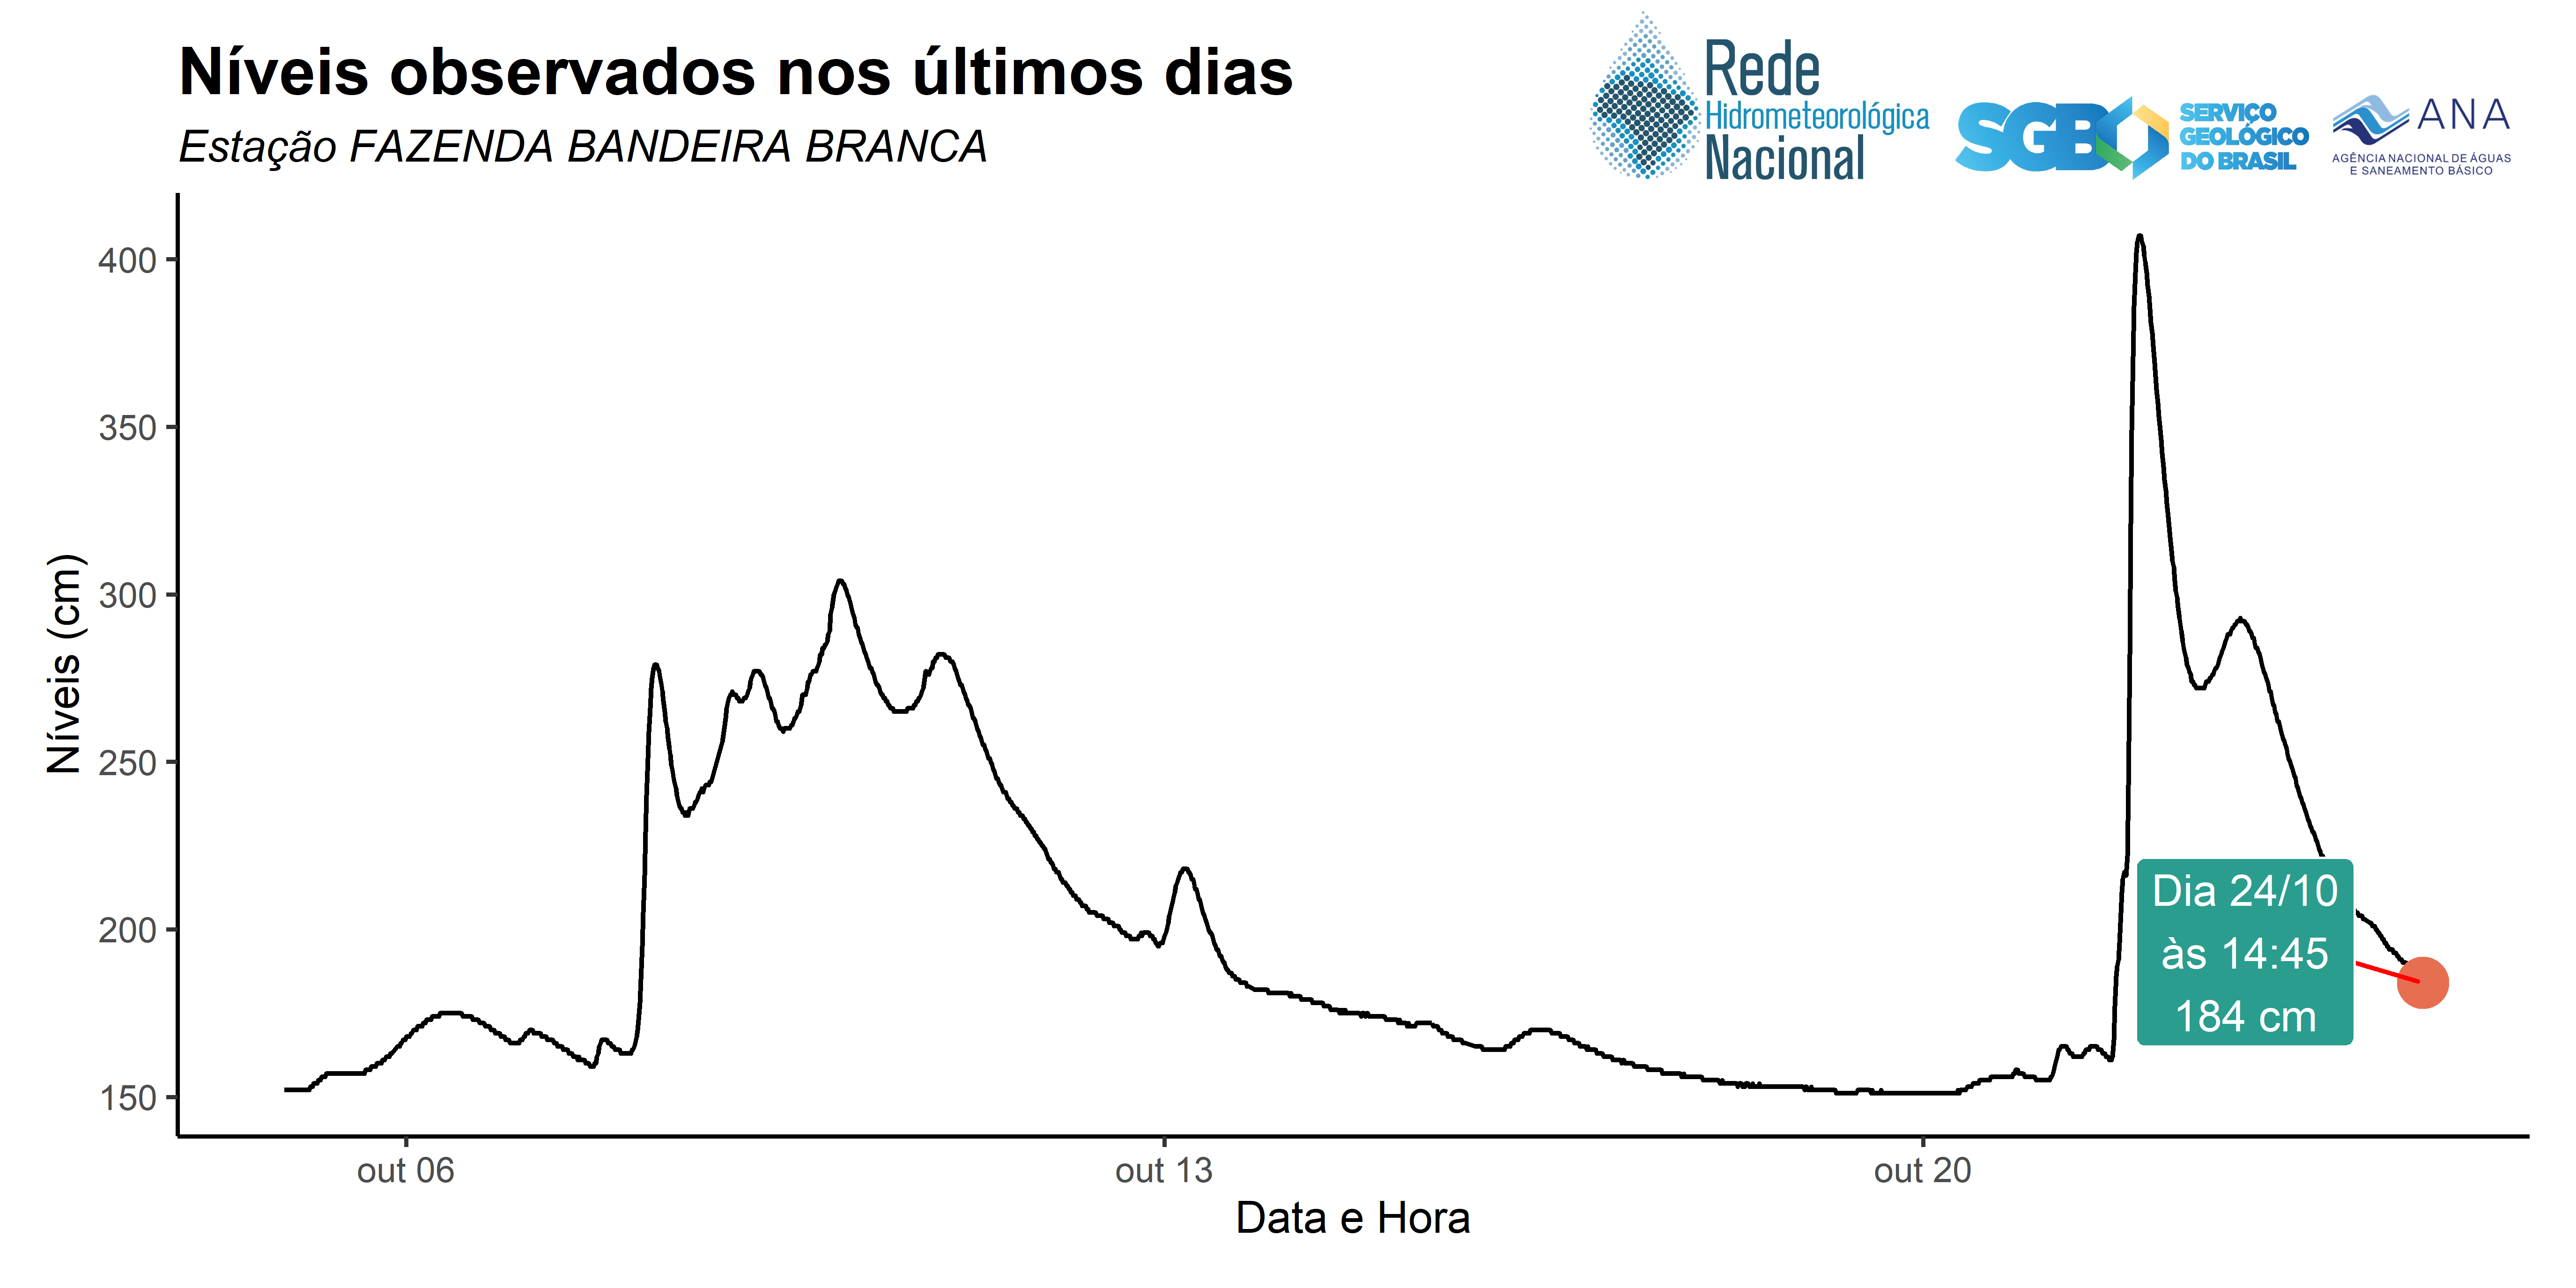 Níveis observados nos últimos dias
Estação FAZENDA BANDEIRA BRANCA
Rede
Hidrometeorológica
Nacional
SGB
SERVIÇO
GEOLÓGICO
DO BRASIL
ANA
AGÊNCIA NACIONAL DE ÁGUAS
E SANEAMENTO BÁSICO
Níveis (cm)
400
350
300
250
200
150
Dia 24/10
às 14:45
184 cm
out 06
out 13
out 20
Data e Hora